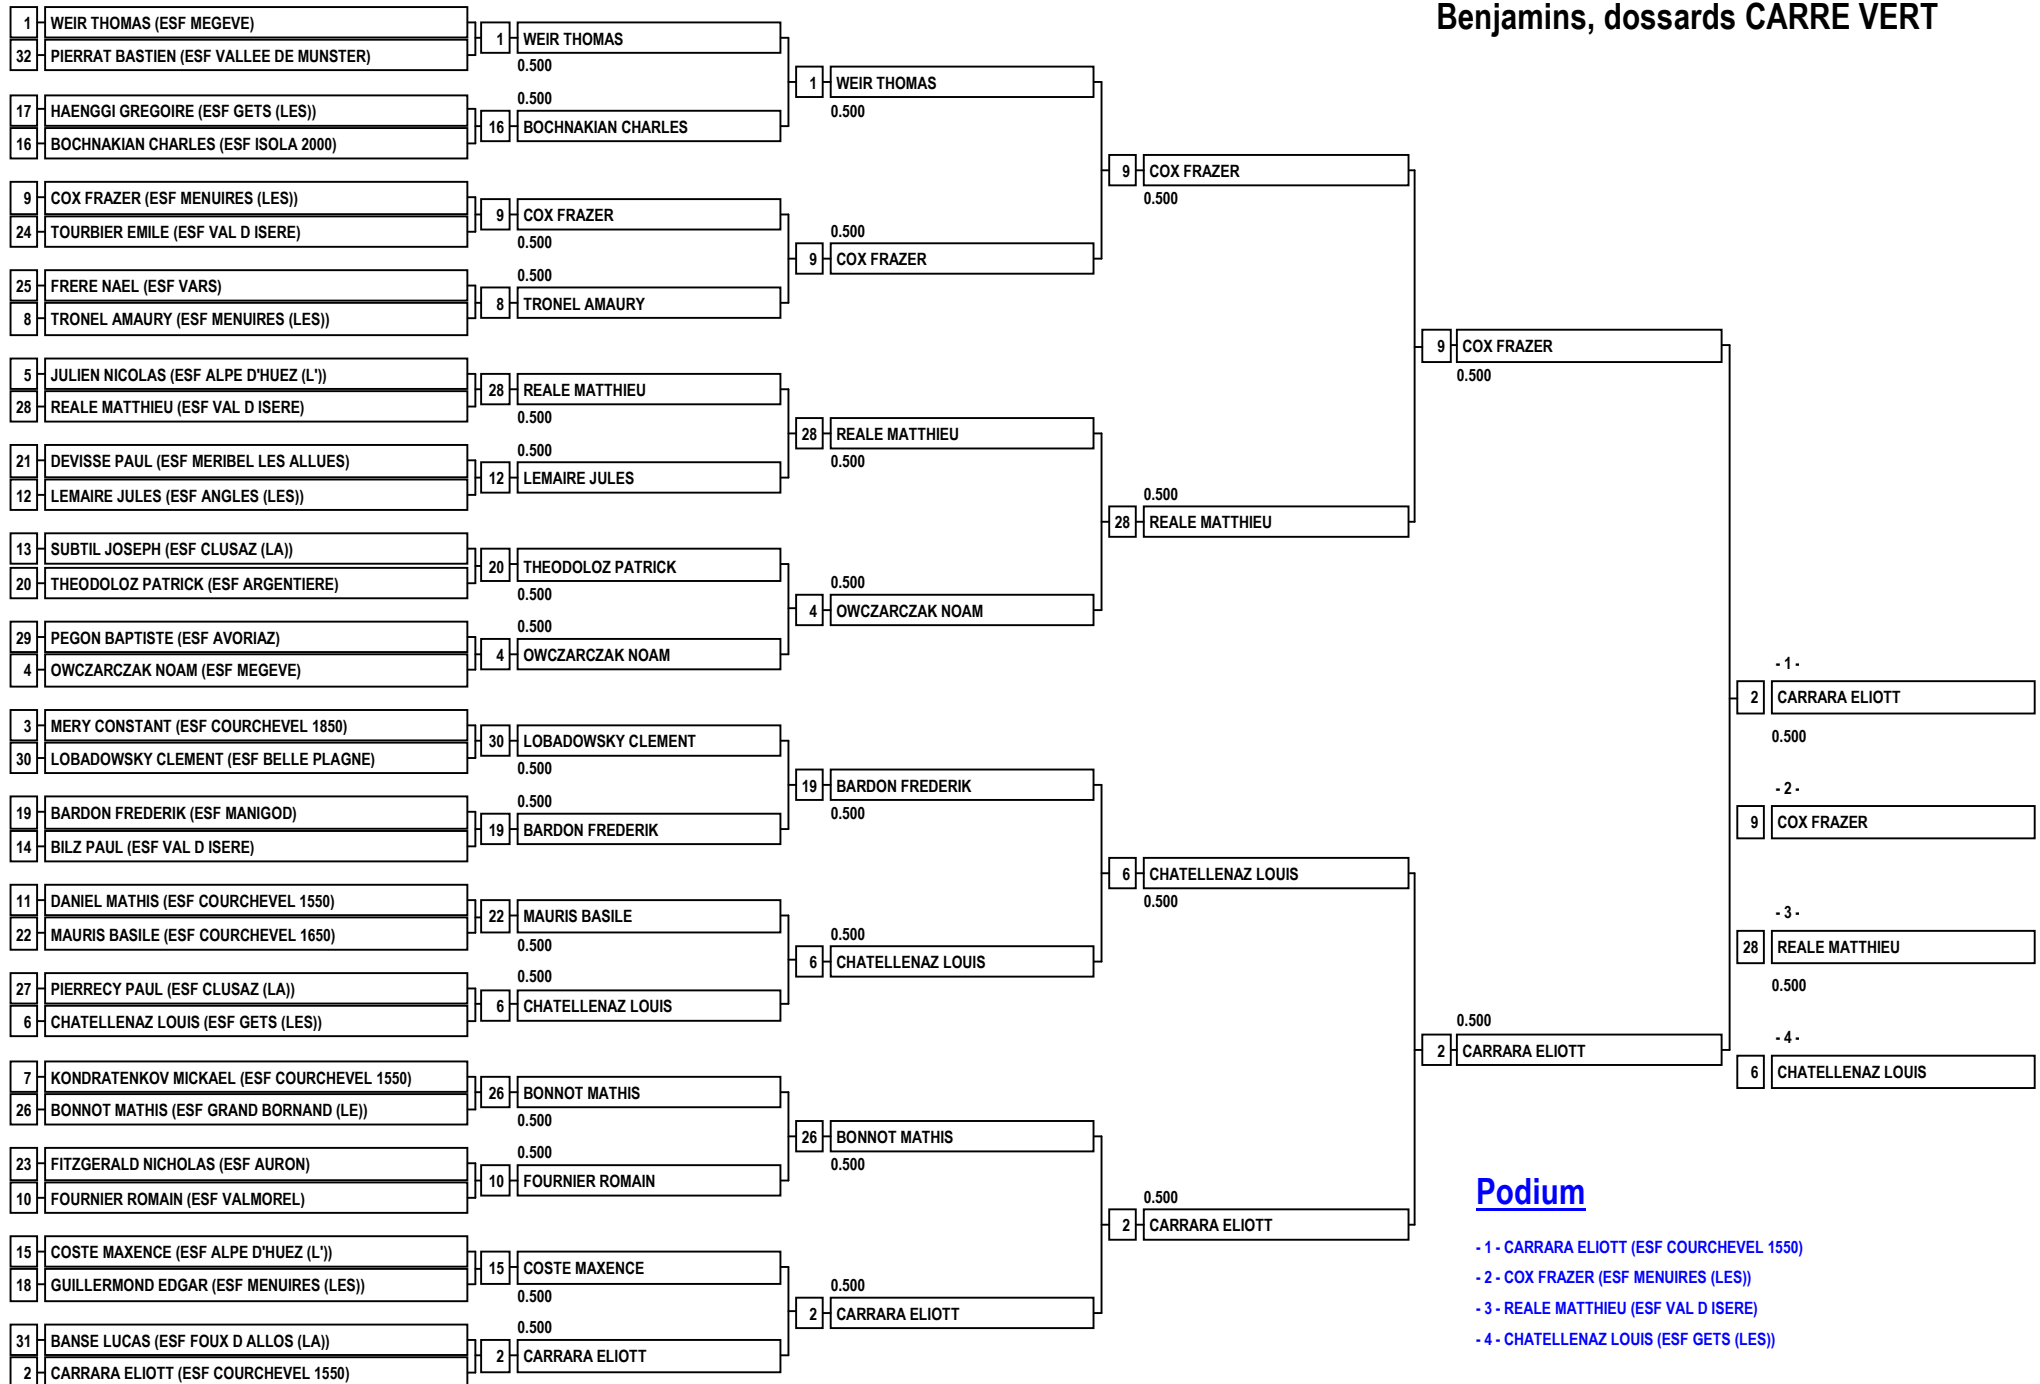 Benjamins, dossards CARRE VERT
1 WEIR THOMAS (ESF MEGEVE)
32 PIERRAT BASTIEN (ESF VALLEE DE MUNSTER)
17 HAENGGI GREGOIRE (ESF GETS (LES))
16 BOCHNAKIAN CHARLES (ESF ISOLA 2000)
9 COX FRAZER (ESF MENUIRES (LES))
24 TOURBIER EMILE (ESF VAL D ISERE)
25 FRERE NAEL (ESF VARS)
8 TRONEL AMAURY (ESF MENUIRES (LES))
5 JULIEN NICOLAS (ESF ALPE D'HUEZ (L'))
28 REALE MATTHIEU (ESF VAL D ISERE)
21 DEVISSE PAUL (ESF MERIBEL LES ALLUES)
12 LEMAIRE JULES (ESF ANGLES (LES))
13 SUBTIL JOSEPH (ESF CLUSAZ (LA))
20 THEODOLOZ PATRICK (ESF ARGENTIERE)
29 PEGON BAPTISTE (ESF AVORIAZ)
4 OWCZARCZAK NOAM (ESF MEGEVE)
3 MERY CONSTANT (ESF COURCHEVEL 1850)
30 LOBADOWSKY CLEMENT (ESF BELLE PLAGNE)
19 BARDON FREDERIK (ESF MANIGOD)
14 BILZ PAUL (ESF VAL D ISERE)
11 DANIEL MATHIS (ESF COURCHEVEL 1550)
22 MAURIS BASILE (ESF COURCHEVEL 1650)
27 PIERRECY PAUL (ESF CLUSAZ (LA))
6 CHATELLENAZ LOUIS (ESF GETS (LES))
7 KONDRATENKOV MICKAEL (ESF COURCHEVEL 1550)
26 BONNOT MATHIS (ESF GRAND BORNAND (LE))
23 FITZGERALD NICHOLAS (ESF AURON)
10 FOURNIER ROMAIN (ESF VALMOREL)
15 COSTE MAXENCE (ESF ALPE D'HUEZ (L'))
18 GUILLERMOND EDGAR (ESF MENUIRES (LES))
31 BANSE LUCAS (ESF FOUX D ALLOS (LA))
2 CARRARA ELIOTT (ESF COURCHEVEL 1550)
1 WEIR THOMAS
0.500
0.500
16 BOCHNAKIAN CHARLES
9 COX FRAZER
0.500
0.500
8 TRONEL AMAURY
28 REALE MATTHIEU
0.500
0.500
12 LEMAIRE JULES
20 THEODOLOZ PATRICK
0.500
0.500
4 OWCZARCZAK NOAM
30 LOBADOWSKY CLEMENT
0.500
0.500
19 BARDON FREDERIK
22 MAURIS BASILE
0.500
0.500
6 CHATELLENAZ LOUIS
26 BONNOT MATHIS
0.500
0.500
10 FOURNIER ROMAIN
15 COSTE MAXENCE
0.500
0.500
2 CARRARA ELIOTT
1 WEIR THOMAS
0.500
0.500
9 COX FRAZER
28 REALE MATTHIEU
0.500
0.500
4 OWCZARCZAK NOAM
19 BARDON FREDERIK
0.500
0.500
6 CHATELLENAZ LOUIS
26 BONNOT MATHIS
0.500
0.500
2 CARRARA ELIOTT
9 COX FRAZER
0.500
0.500
28 REALE MATTHIEU
6 CHATELLENAZ LOUIS
0.500
0.500
2 CARRARA ELIOTT
9 COX FRAZER
0.500
0.500
2 CARRARA ELIOTT
- 1 -
2 CARRARA ELIOTT
0.500
- 2 -
9 COX FRAZER
- 3 -
28 REALE MATTHIEU
0.500
- 4 -
6 CHATELLENAZ LOUIS
Podium
- 1 - CARRARA ELIOTT (ESF COURCHEVEL 1550)
- 2 - COX FRAZER (ESF MENUIRES (LES))
- 3 - REALE MATTHIEU (ESF VAL D ISERE)
- 4 - CHATELLENAZ LOUIS (ESF GETS (LES))